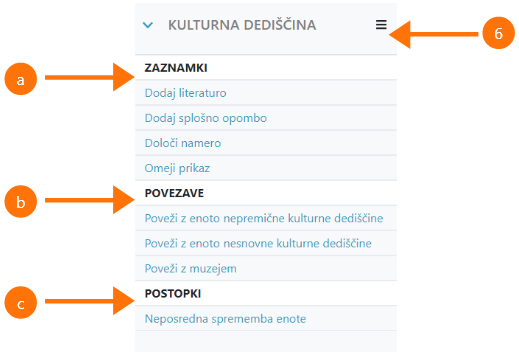 KULTURNA DEDIŠČINA
6
a
ZAZNAMKI
Dodaj literaturo
Dodaj splošno opombo
Določi namero
Omeji prikaz
b
POVEZAVE
Poveži z enoto nepremične kulturne dediščine
Poveži z enoto nesnovne kulturne dediščine
Poveži z muzejem
c
POSTOPKI
Neposredna sprememba enote